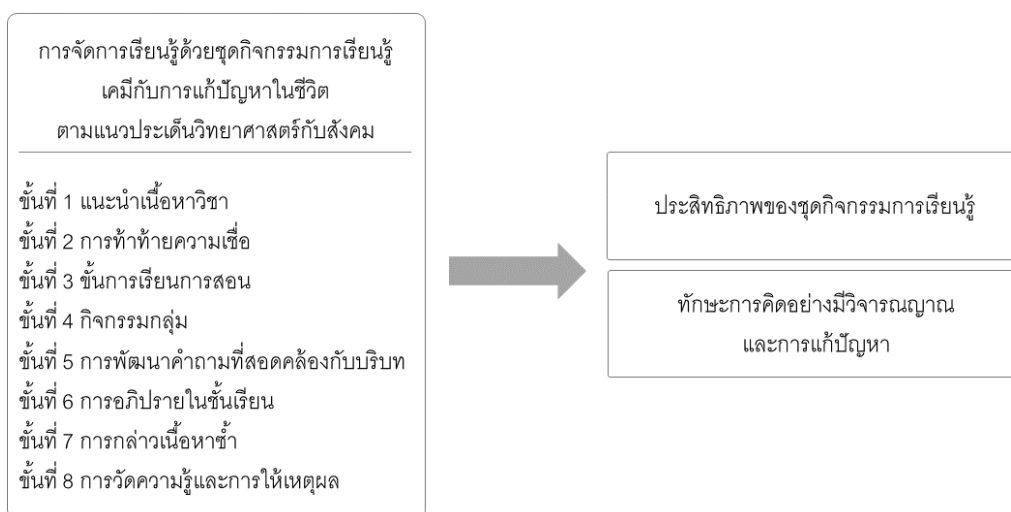 การจัดการเรียนรู้ด้วยชุดกิจกรรมการเรียนรู้
เคมีกับการแก้ปัญหาในชีวิต
ตามแนวประเด็นวิทยาศาสตร์กับสังคม
ขั้นที่ 1 แนะนำเนื้อหาวิชา
ขั้นที่ 2 การท้าทายความเชื่อ
ขั้นที่ 3 ขั้นการเรียนการสอน
ขั้นที่ 4 กิจกรรมกลุ่ม
ขั้นที่ 5 การพัฒนาคำถามที่สอดคล้องกับบริบท
ขั้นที่ 6 การอภิปรายในชั้นเรียน
ขั้นที่ 7 การกล่าวเนื้อหาซ้ำ
ขั้นที่ 8 การวัดความรู้และการให้เหตุผล
ประสิทธิภาพของชุดกิจกรรมการเรียนรู้
ทักษะการคิดอย่างมีวิจารณญาณ
และการแก้ปัญหา